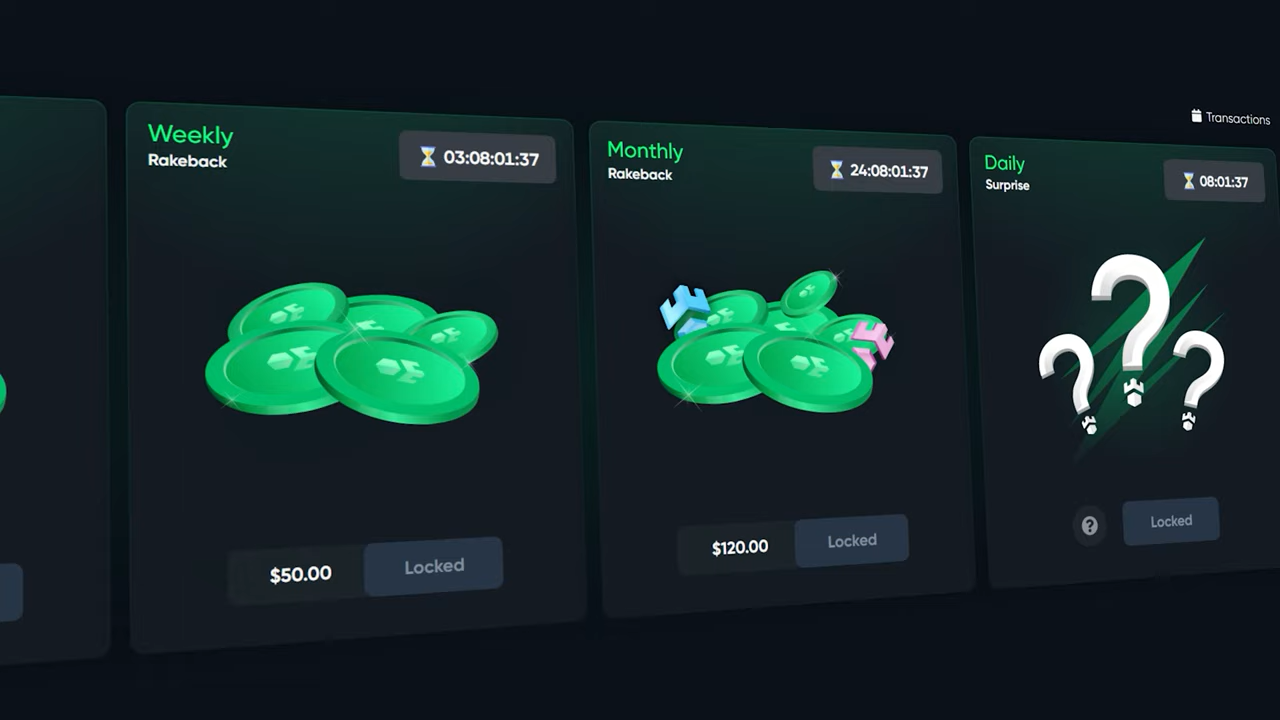 Transactions
Weekly
Rakeback
03:08:01:37
$50.00
Locked
Monthly
Rakeback
24:08:01:37
$120.00
Locked
Daily
Surprise
08:01:37
?
Locked